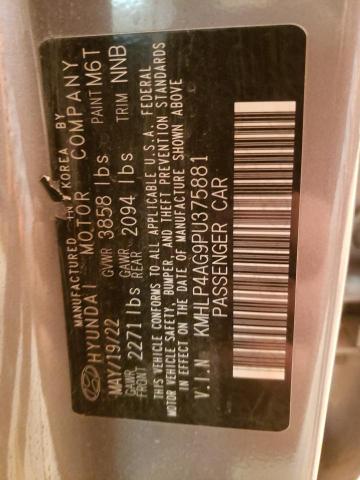 MANUFACTURED IN KOREA BY
HYUNDAI MOTOR COMPANY
MAY/19/22 GVWR 3858 lbs PAINT M6T
GAWR FRONT 2271 lbs GAWR REAR 2094 lbs TRIM NNB
THIS VEHICLE CONFORMS TO ALL APPLICABLE U.S.A. FEDERAL
MOTOR VEHICLE SAFETY, BUMPER, AND THEFT PREVENTION STANDARDS
IN EFFECT ON THE DATE OF MANUFACTURE SHOWN ABOVE
V.I.N KMHLP4AG9PU375881
PASSENGER CAR